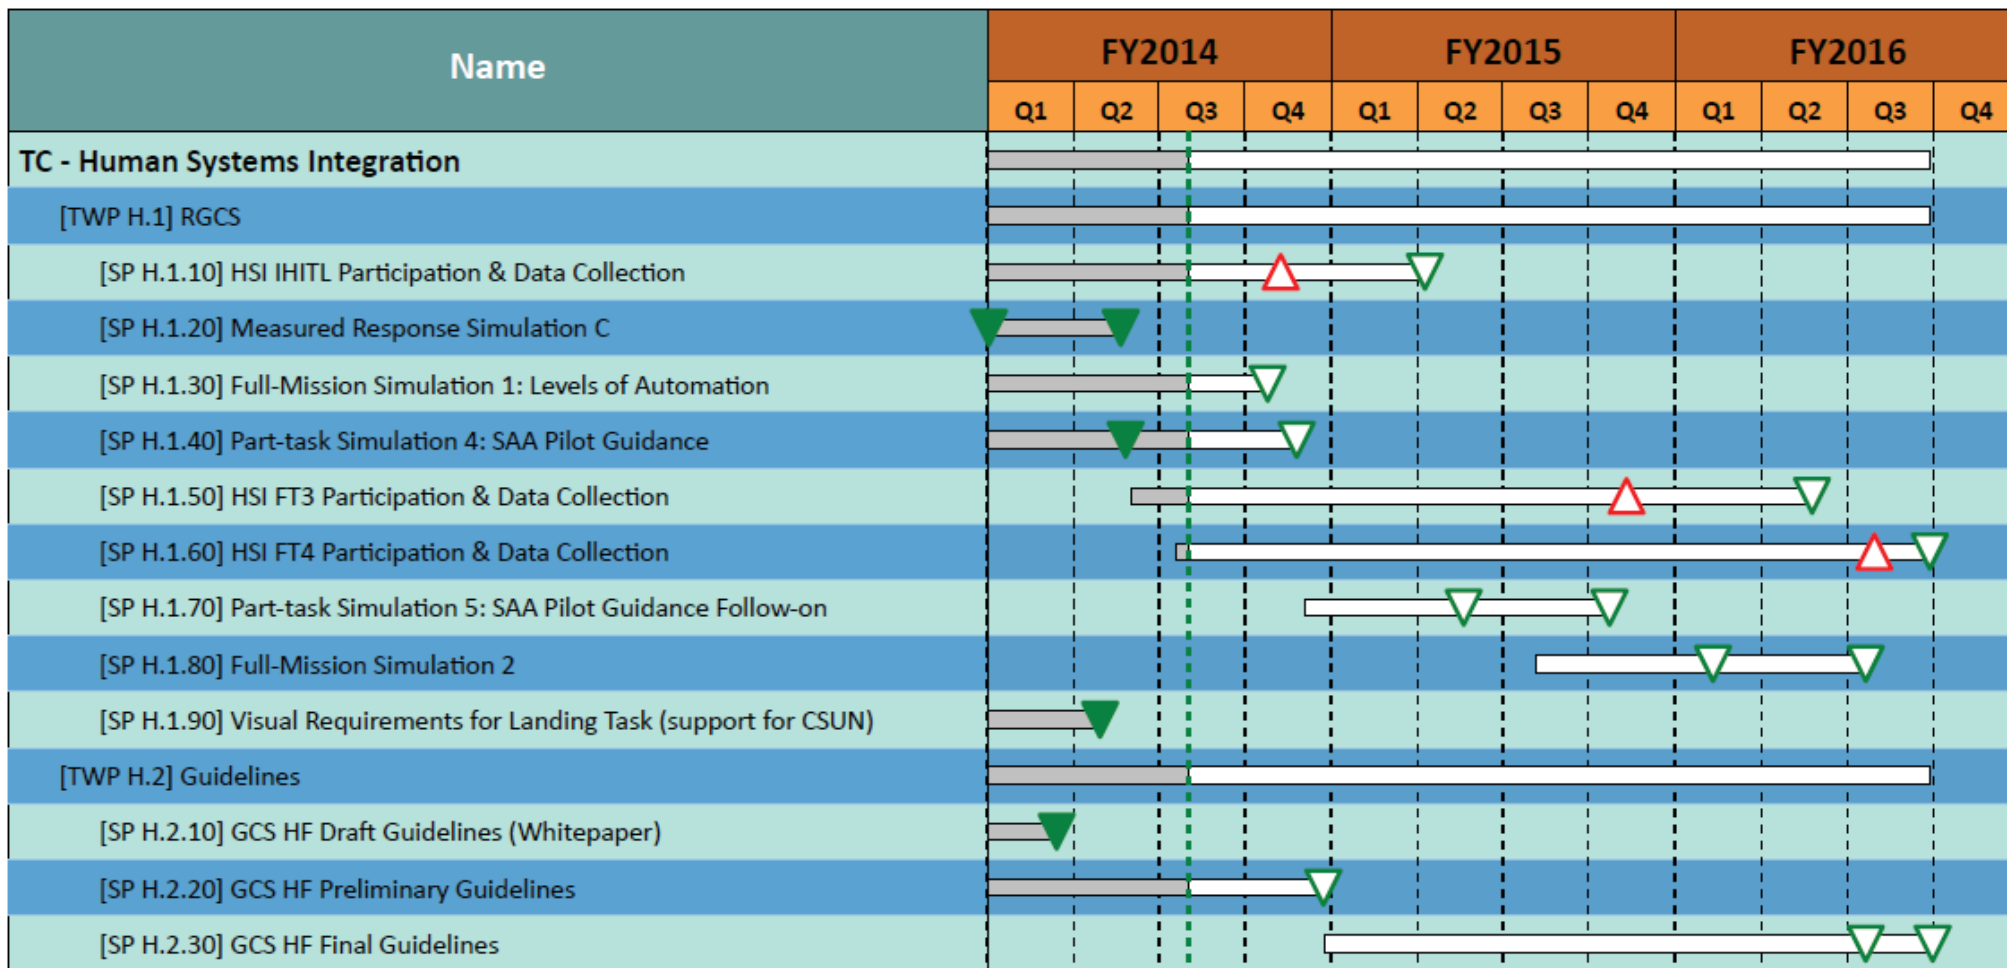 Name
FY2014 FY2015 FY2016
Q1 Q2 Q3 Q4 Q1 Q2 Q3 Q4 Q1 Q2 Q3 Q4
TC - Human Systems Integration
[TWP H.1] RGCS
[SP H.1.10] HSI IHITL Participation & Data Collection
[SP H.1.20] Measured Response Simulation C
[SP H.1.30] Full-Mission Simulation 1: Levels of Automation
[SP H.1.40] Part-task Simulation 4: SAA Pilot Guidance
[SP H.1.50] HSI FT3 Participation & Data Collection
[SP H.1.60] HSI FT4 Participation & Data Collection
[SP H.1.70] Part-task Simulation 5: SAA Pilot Guidance Follow-on
[SP H.1.80] Full-Mission Simulation 2
[SP H.1.90] Visual Requirements for Landing Task (support for CSUN)
[TWP H.2] Guidelines
[SP H.2.10] GCS HF Draft Guidelines (Whitepaper)
[SP H.2.20] GCS HF Preliminary Guidelines
[SP H.2.30] GCS HF Final Guidelines